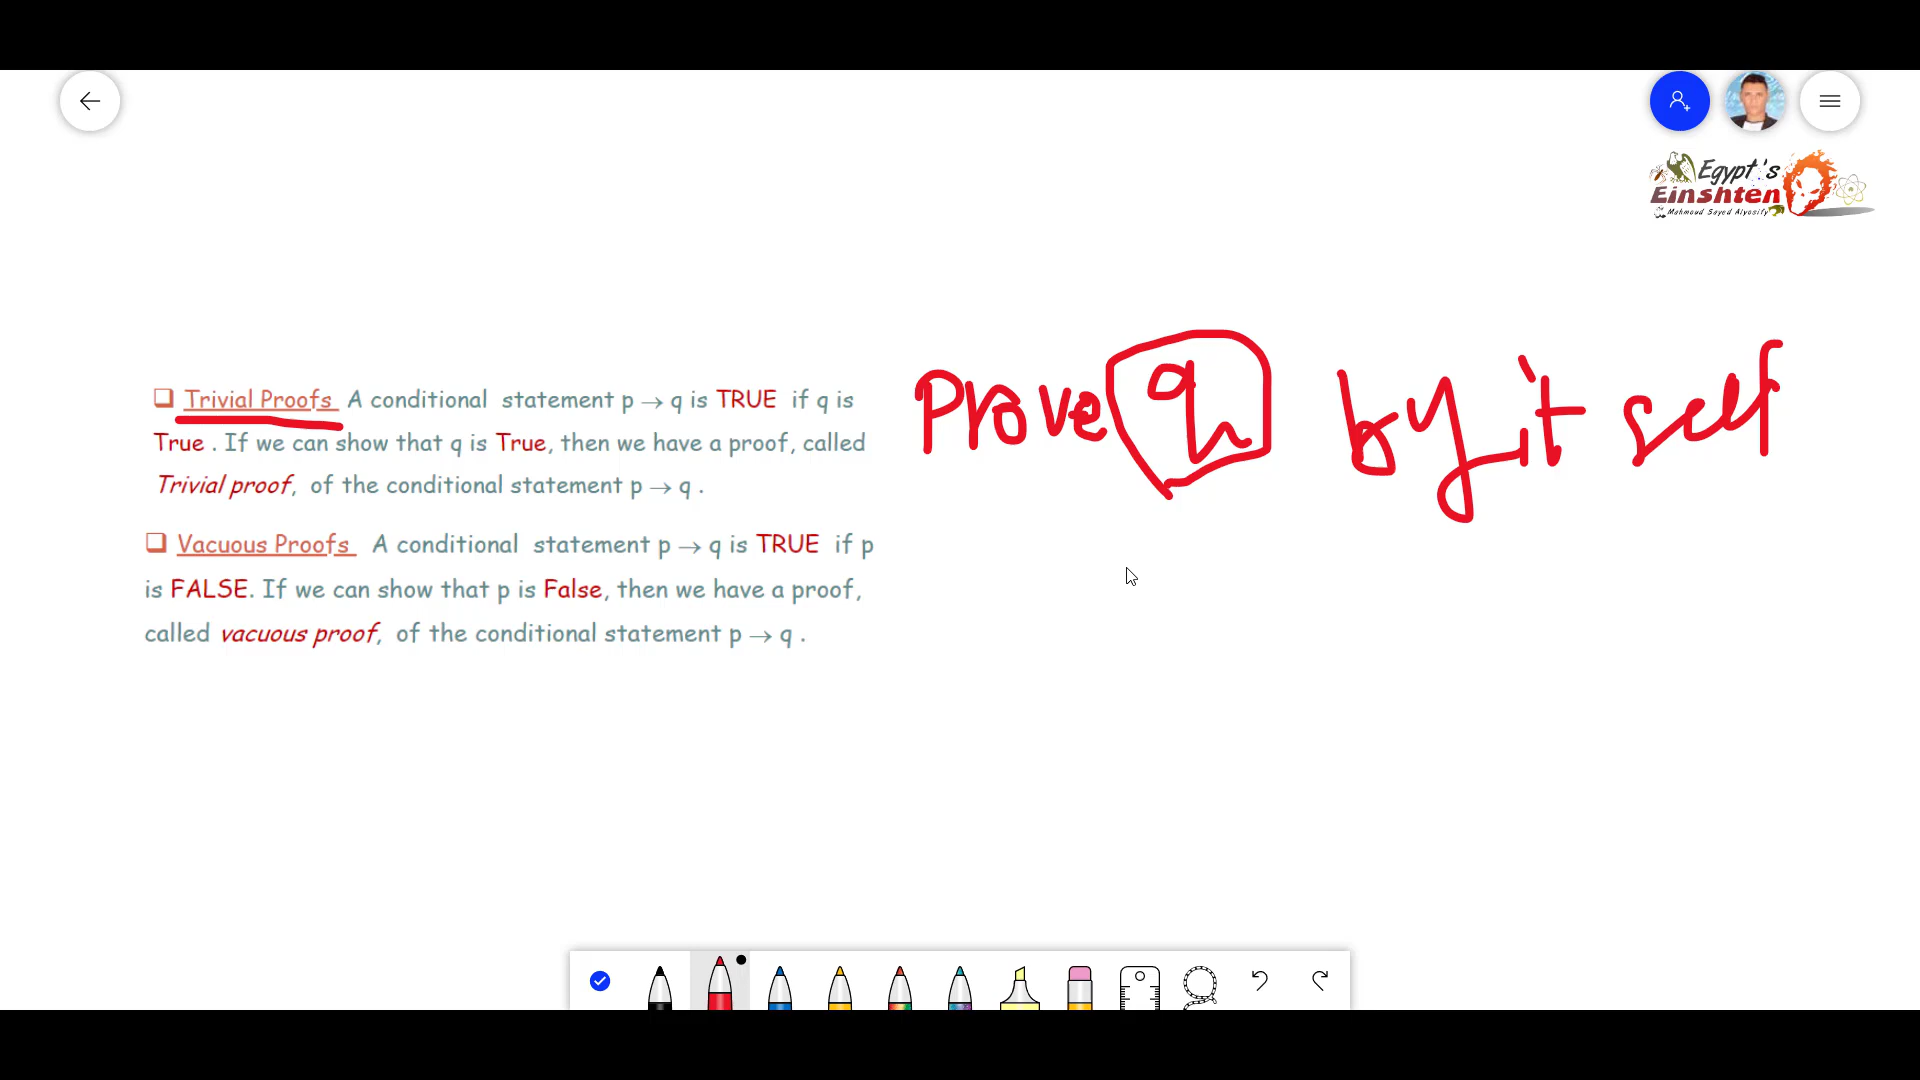 Egypt's
Einshten
Mahmoud Sayed Alyosify
❑ Trivial Proofs A conditional statement p → q is TRUE if q is
True . If we can show that q is True, then we have a proof, called
Trivial proof, of the conditional statement p → q .
Prove q by it self
❑ Vacuous Proofs A conditional statement p → q is TRUE if p
is FALSE. If we can show that p is False, then we have a proof,
called vacuous proof, of the conditional statement p → q .